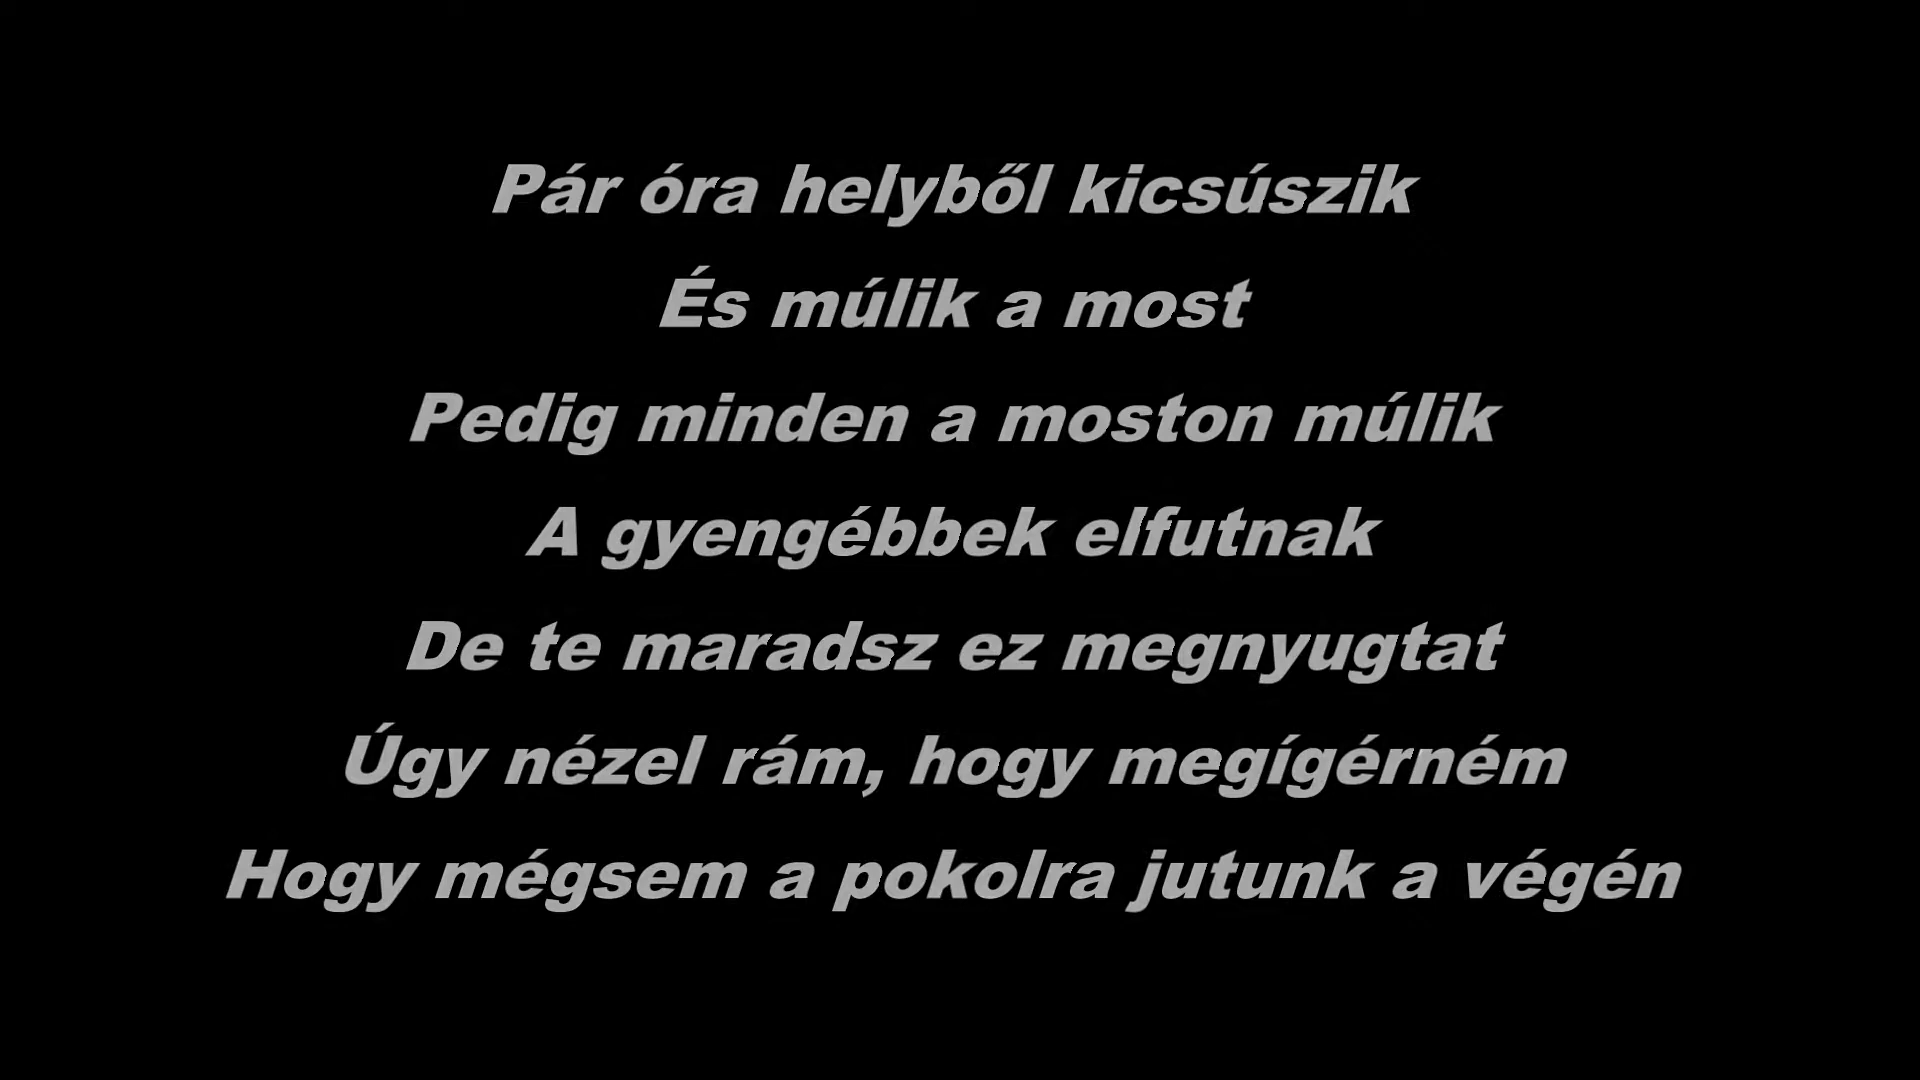 Pár óra helyből kicsúszik
És múlik a most
Pedig minden a moston múlik
A gyengébbek elfutnak
De te maradsz ez megnyugtat
Úgy nézel rám, hogy megígérném
Hogy mégsem a pokolra jutunk a végén